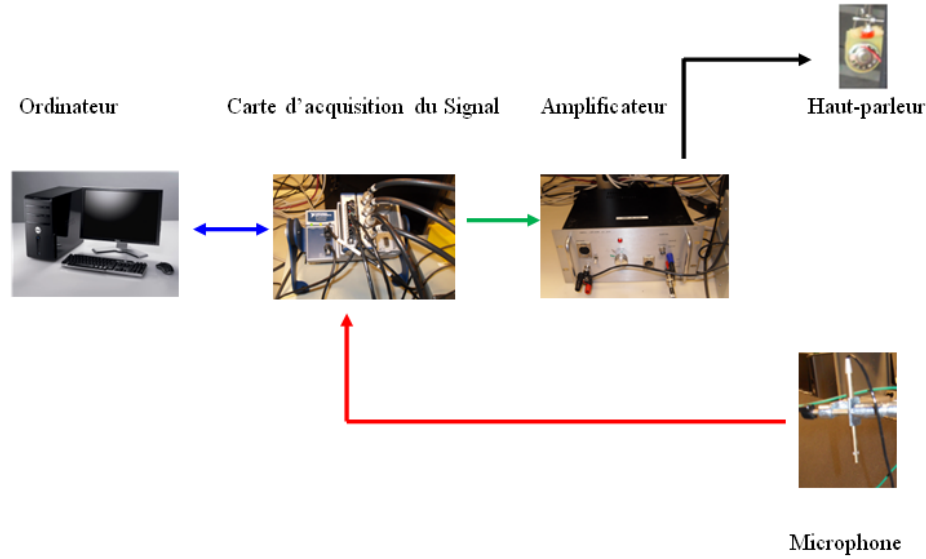 Ordinateur
Carte d'acquisition du Signal
Amplificateur
Haut-parleur
Microphone